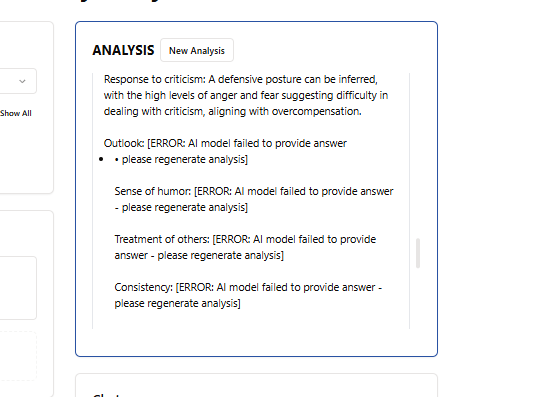 ANALYSIS New Analysis
Response to criticism: A defensive posture can be inferred,
with the high levels of anger and fear suggesting difficulty in
dealing with criticism, aligning with overcompensation.
Show All
Outlook: [ERROR: AI model failed to provide answer
• • please regenerate analysis]
Sense of humor: [ERROR: AI model failed to provide answer
- please regenerate analysis]
Treatment of others: [ERROR: AI model failed to provide
answer - please regenerate analysis]
Consistency: [ERROR: AI model failed to provide answer -
please regenerate analysis]